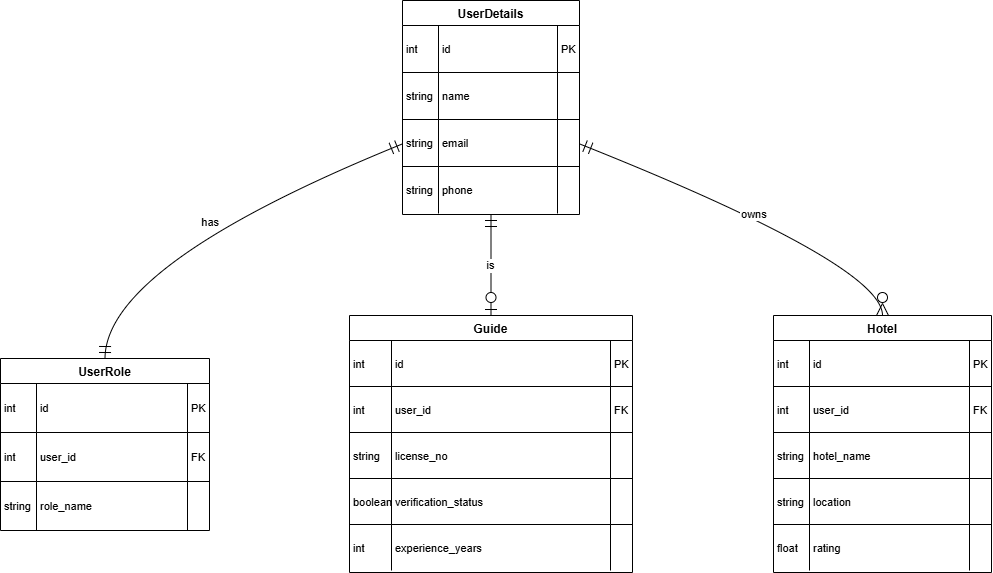 UserDetails
int id PK
string name
string email
string phone
has
is
owns
UserRole
int id PK
int user_id FK
string role_name
Guide
int id PK
int user_id FK
string license_no
boolean verification_status
int experience_years
Hotel
int id PK
int user_id FK
string hotel_name
string location
float rating